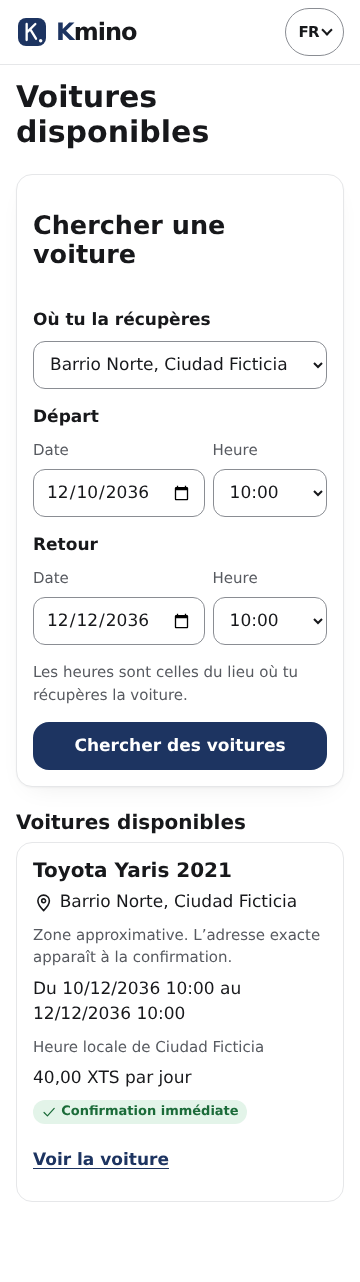 Kmino
FR
Voitures
disponibles
Chercher une
voiture
Où tu la récupères
Barrio Norte, Ciudad Ficticia
Départ
Date
Heure
12/10/2036
10:00
Retour
Date
Heure
12/12/2036
10:00
Les heures sont celles du lieu où tu
récupères la voiture.
Chercher des voitures
Voitures disponibles
Toyota Yaris 2021
Barrio Norte, Ciudad Ficticia
Zone approximative. L’adresse exacte
apparaît à la confirmation.
Du 10/12/2036 10:00 au
12/12/2036 10:00
Heure locale de Ciudad Ficticia
40,00 XTS par jour
Confirmation immédiate
Voir la voiture